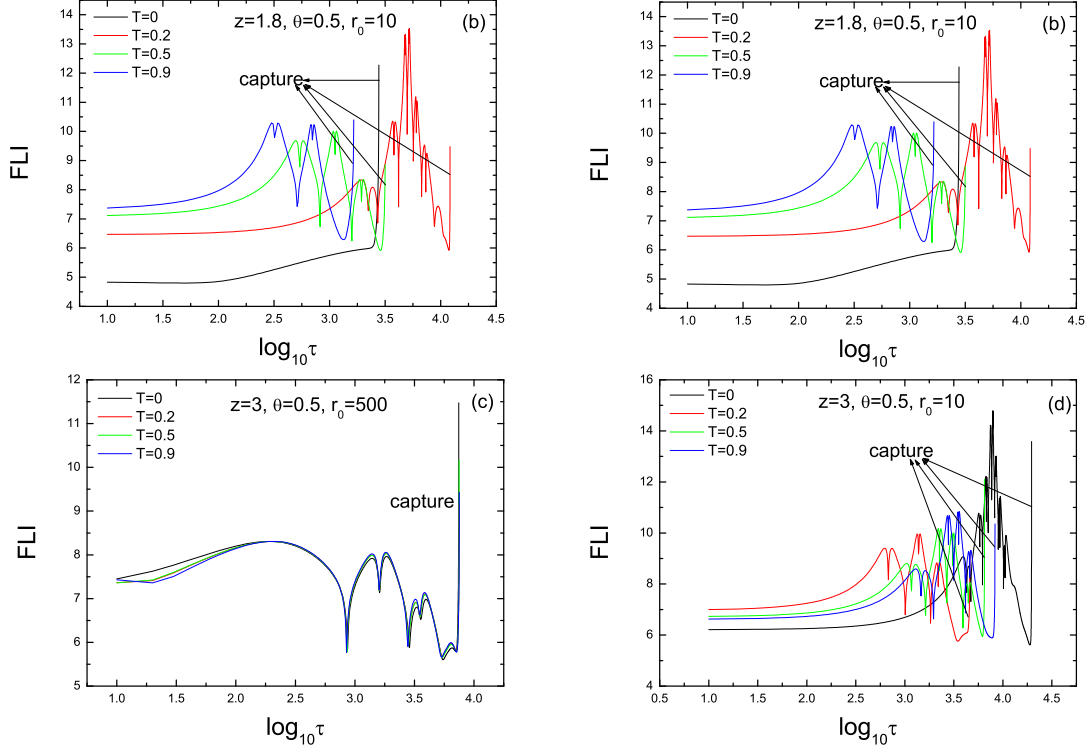 z=1.8, θ=0.5, r₀=10
(b)
T=0
T=0.2
T=0.5
T=0.9
capture
FLI
14
13
12
11
10
9
8
7
6
5
4
1.0
1.5
2.0
2.5
3.0
3.5
4.0
4.5
log₁₀τ
z=1.8, θ=0.5, r₀=10
(b)
T=0
T=0.2
T=0.5
T=0.9
capture
FLI
14
13
12
11
10
9
8
7
6
5
4
1.0
1.5
2.0
2.5
3.0
3.5
4.0
4.5
log₁₀τ
z=3, θ=0.5, r₀=500
(c)
T=0
T=0.2
T=0.5
T=0.9
capture
FLI
12
11
10
9
8
7
6
5
1.0
1.5
2.0
2.5
3.0
3.5
4.0
log₁₀τ
z=3, θ=0.5, r₀=10
(d)
T=0
T=0.2
T=0.5
T=0.9
capture
FLI
16
14
12
10
8
6
4
0.5
1.0
1.5
2.0
2.5
3.0
3.5
4.0
4.5
log₁₀τ